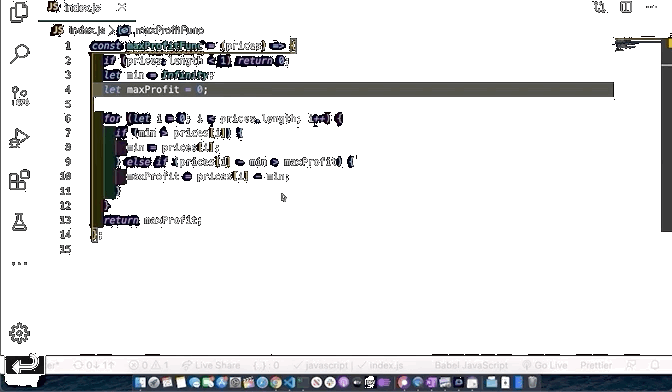 JS index.js
JS index.js > maxProfitFunc
1 const maxProfitFunc = (prices) => {
2 if (prices.length < 1) return 0;
3 let min = Infinity;
4 let maxProfit = 0;
5
6 for (let i = 0; i < prices.length; i++) {
7 if (min > prices[i]) {
8 min = prices[i];
9 } else if (prices[i] - min > maxProfit) {
10 maxProfit = prices[i] - min;
11 }
12 }
13 return maxProfit;
14 };
15
0↓1↑ 0 1 Live Share {..} : 0 javascript | index.js Babel JavaScript Go Live Prettier